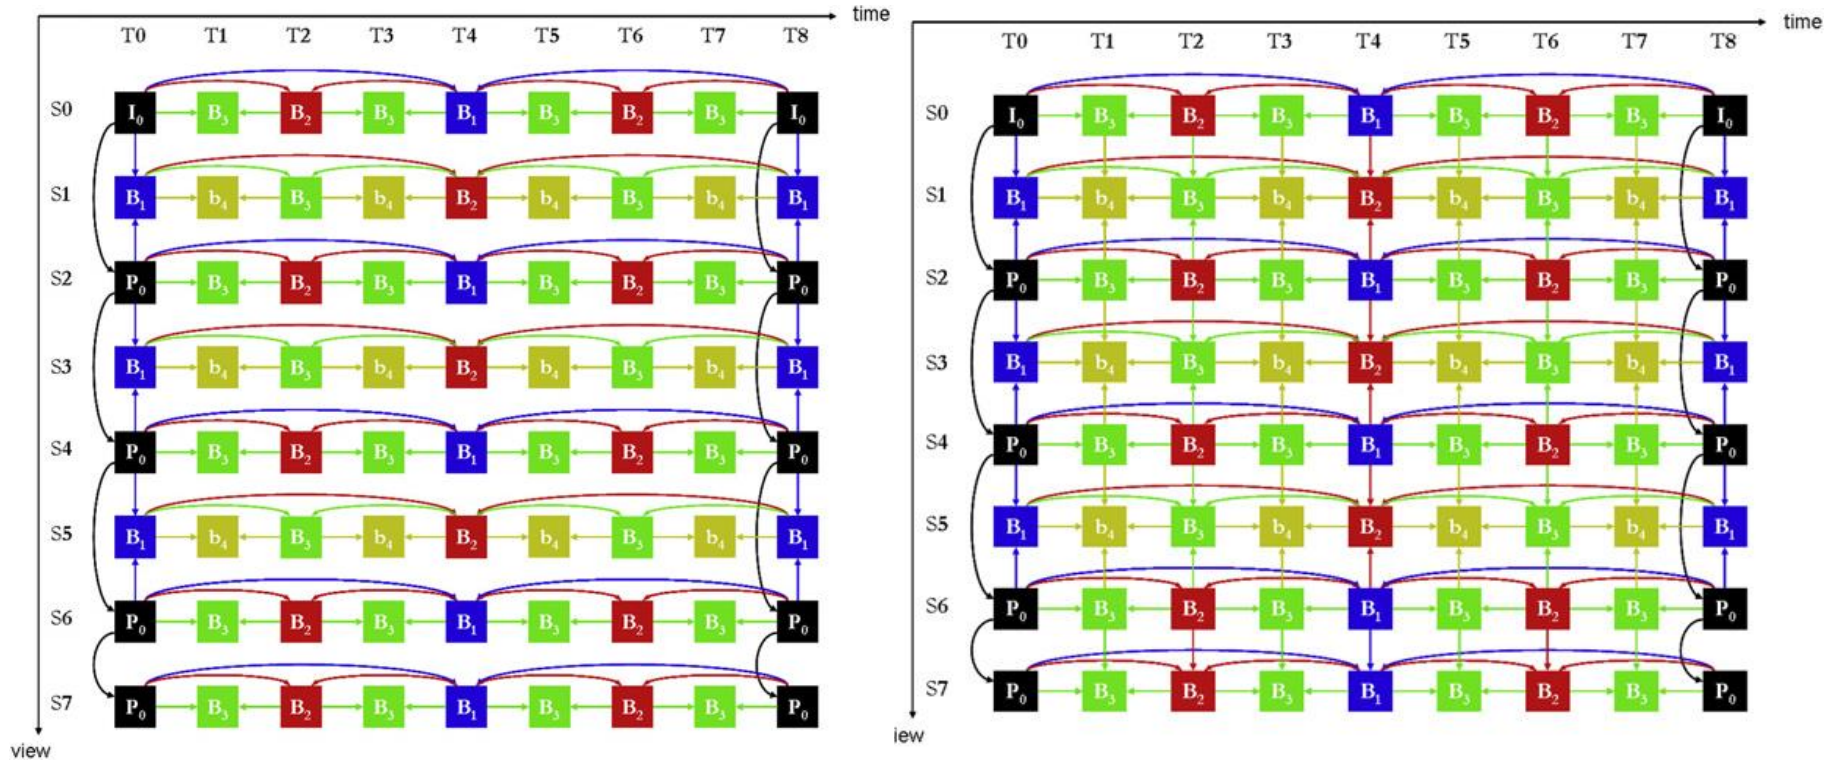 time
T0 T1 T2 T3 T4 T5 T6 T7 T8
S0 I0 B3 B2 B3 B1 B3 B2 B3 I0
S1 B1 b4 B3 b4 B2 b4 B3 b4 B1
S2 P0 B3 B2 B3 B1 B3 B2 B3 P0
S3 B1 b4 B3 b4 B2 b4 B3 b4 B1
S4 P0 B3 B2 B3 B1 B3 B2 B3 P0
S5 B1 b4 B3 b4 B2 b4 B3 b4 B1
S6 P0 B3 B2 B3 B1 B3 B2 B3 P0
S7 P0 B3 B2 B3 B1 B3 B2 B3 P0
view
time
T0 T1 T2 T3 T4 T5 T6 T7 T8
S0 I0 B3 B2 B3 B1 B3 B2 B3 I0
S1 B1 b4 B3 b4 B2 b4 B3 b4 B1
S2 P0 B3 B2 B3 B1 B3 B2 B3 P0
S3 B1 b4 B3 b4 B2 b4 B3 b4 B1
S4 P0 B3 B2 B3 B1 B3 B2 B3 P0
S5 B1 b4 B3 b4 B2 b4 B3 b4 B1
S6 P0 B3 B2 B3 B1 B3 B2 B3 P0
S7 P0 B3 B2 B3 B1 B3 B2 B3 P0
iew